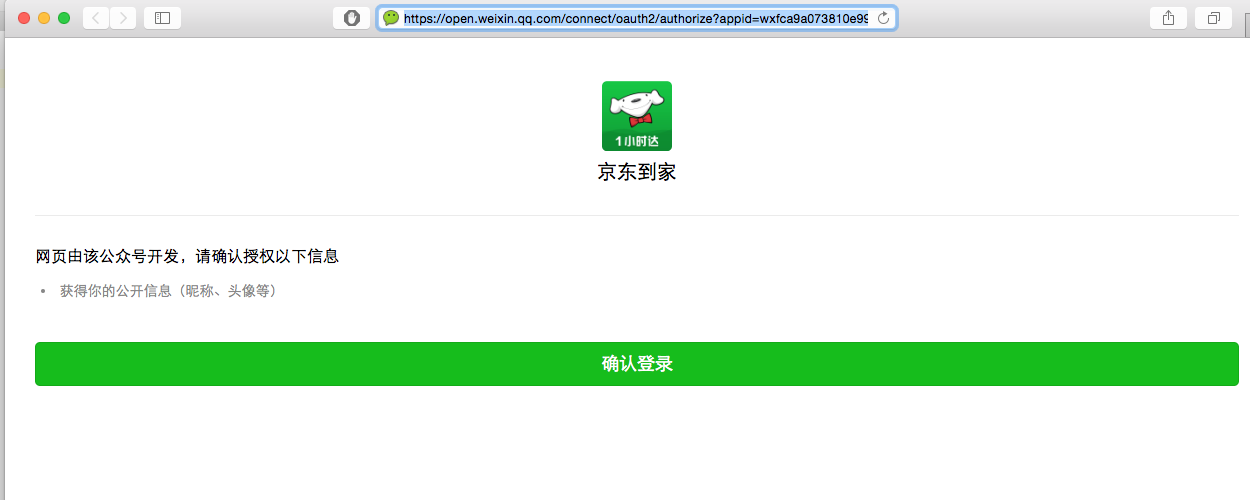 https://open.weixin.qq.com/connect/oauth2/authorize?appid=wxfca9a073810e99
1小时达
京东到家
网页由该公众号开发，请确认授权以下信息
• 获得你的公开信息（昵称、头像等）
确认登录